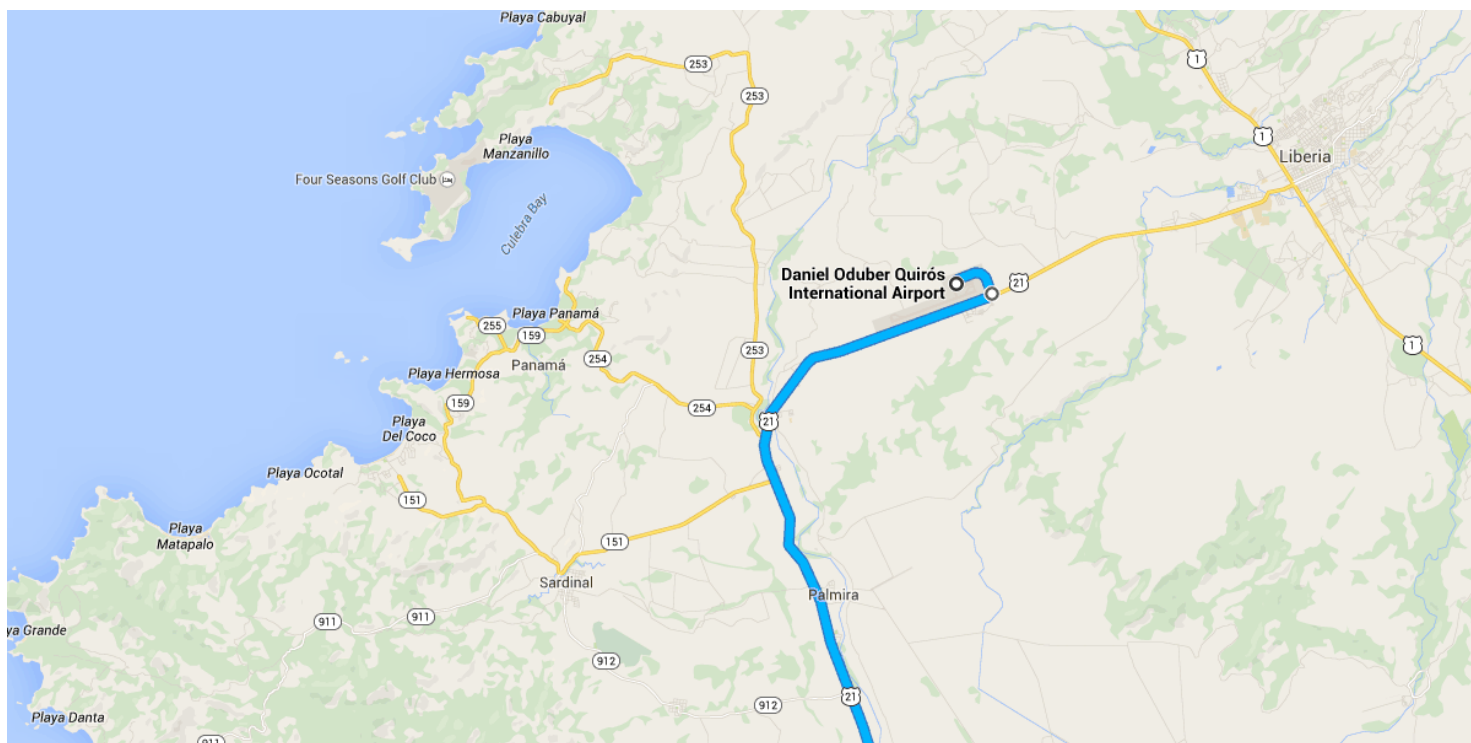 Playa Cabuyal
253
253
1
1
Playa
Manzanillo
Liberia
Four Seasons Golf Club
Culebra Bay
Daniel Oduber Quirós
International Airport
21
Playa Panamá
255
159
253
1
254
Panamá
Playa Hermosa
159
254
Playa
Del Coco
21
Playa Ocotal
151
Playa
Matapalo
151
Sardinal
Palmira
911
911
ya Grande
912
21
912
Playa Danta
911